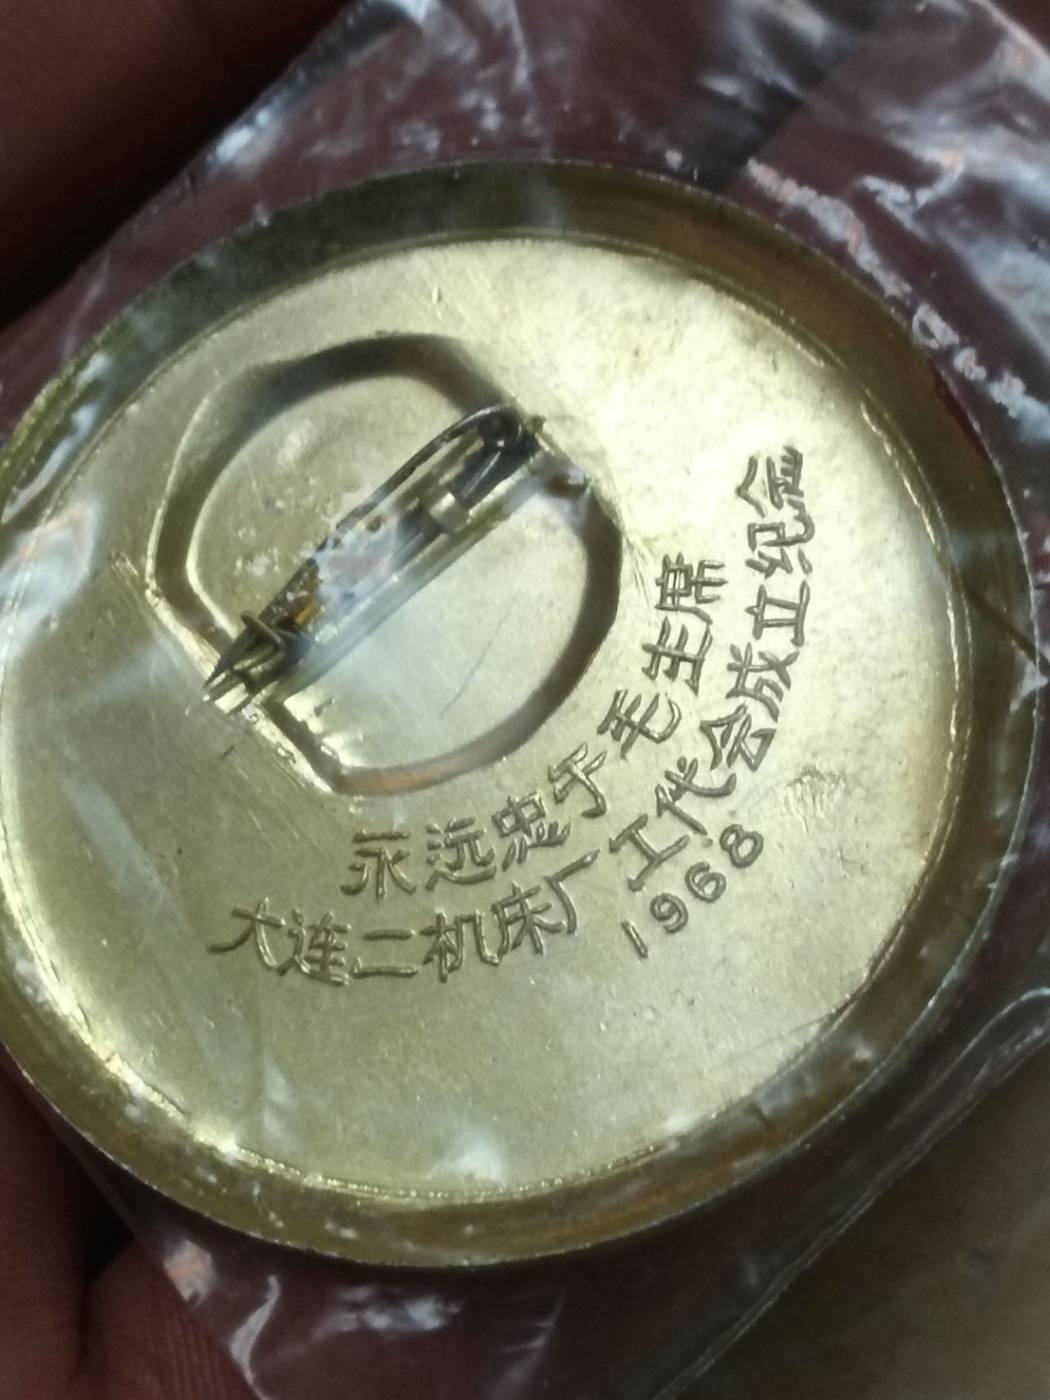 永远忠于毛主席
大连二机床厂工代会成立纪念
1968